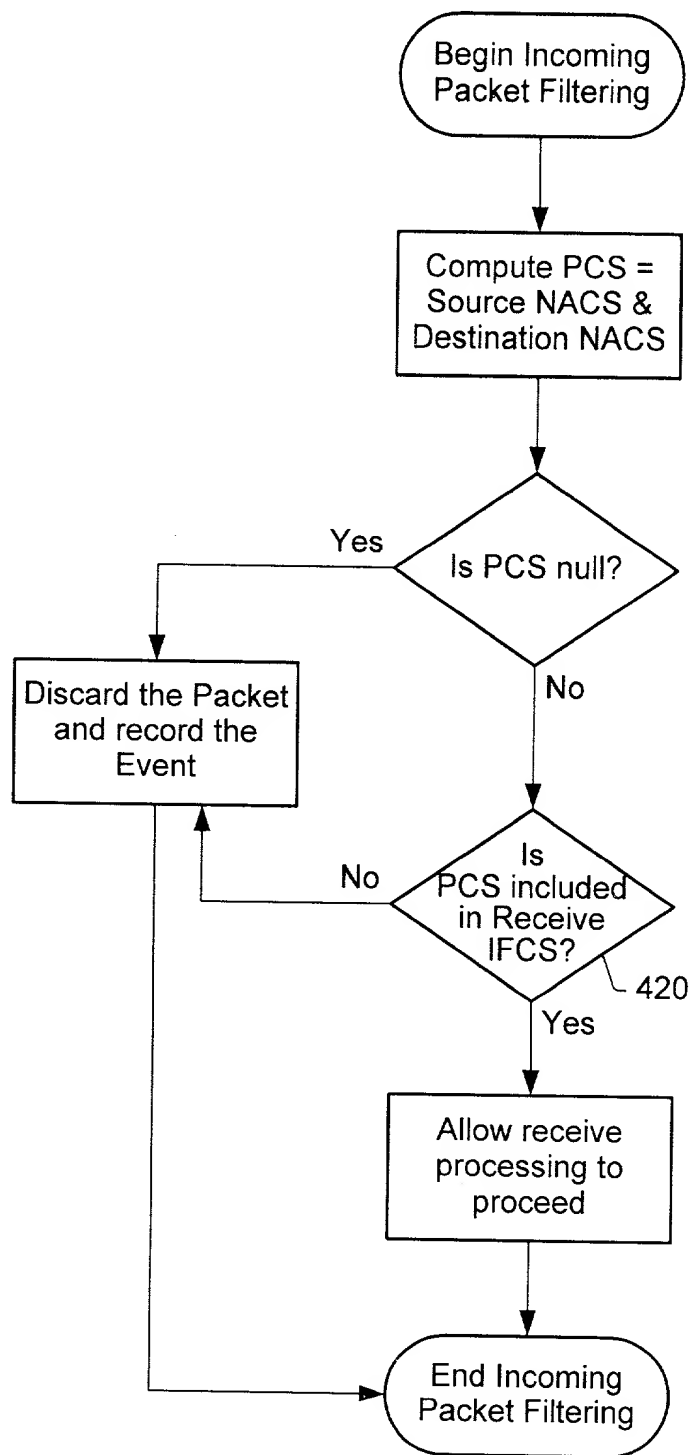 Begin Incoming
Packet Filtering
Compute PCS =
Source NACS &
Destination NACS
Yes
Is PCS null?
No
Discard the Packet
and record the
Event
No
Is
PCS included
in Receive
IFCS?
420
Yes
Allow receive
processing to
proceed
End Incoming
Packet Filtering